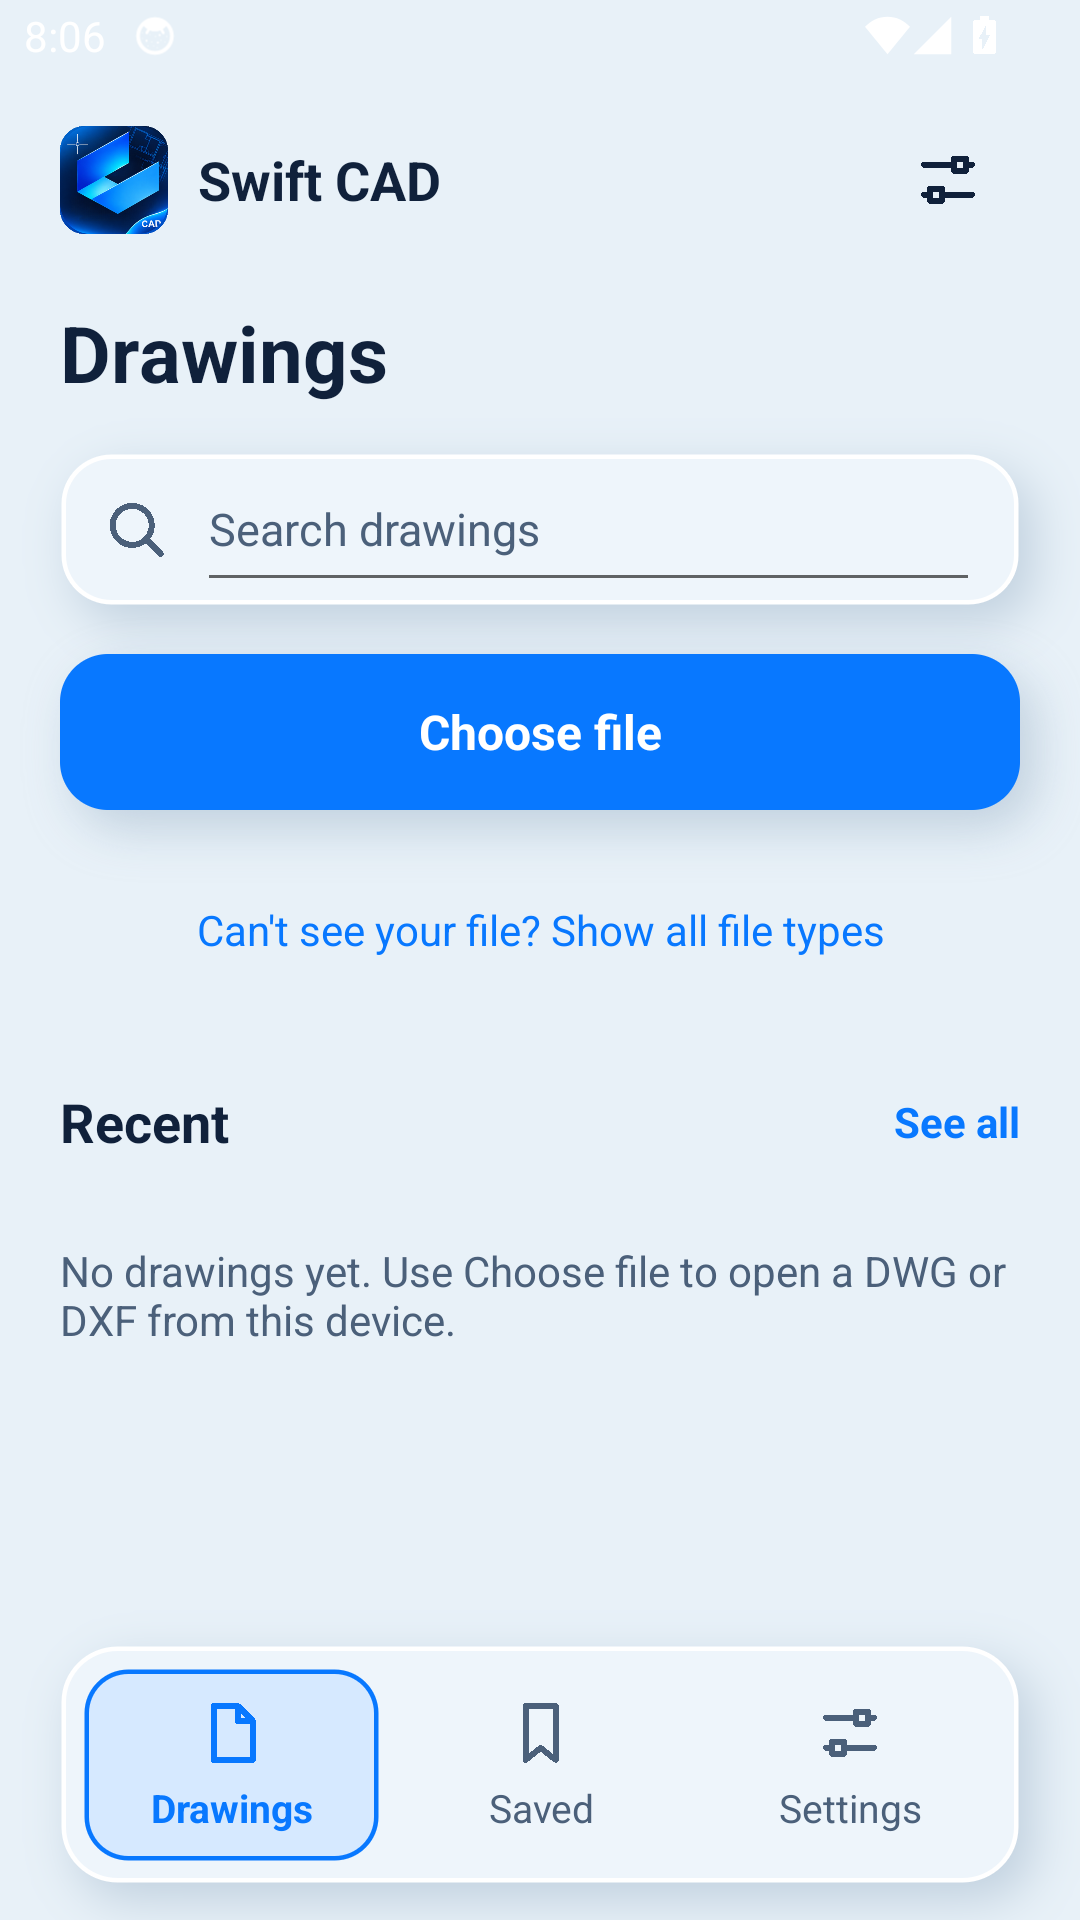 8:06
CAD
Swift CAD
Drawings
Search drawings
Choose file
Can't see your file? Show all file types
Recent
See all
No drawings yet. Use Choose file to open a DWG or
DXF from this device.
Drawings
Saved
Settings